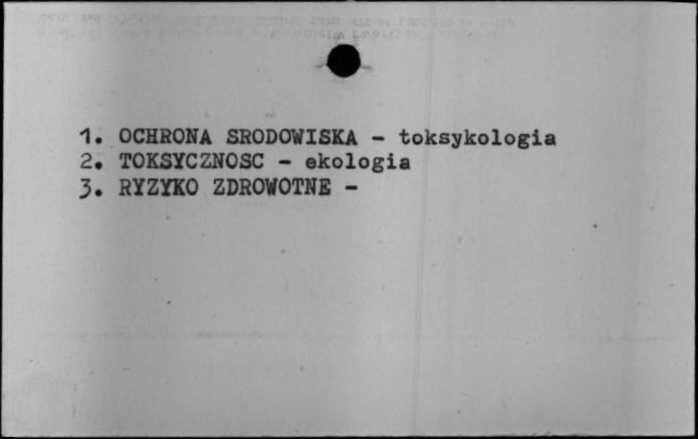 1. OCHRONA SRODOWISKA - toksykologia
2. TOKSYCZNOSC - ekologia
3. RYZYKO ZDROWOTNE -